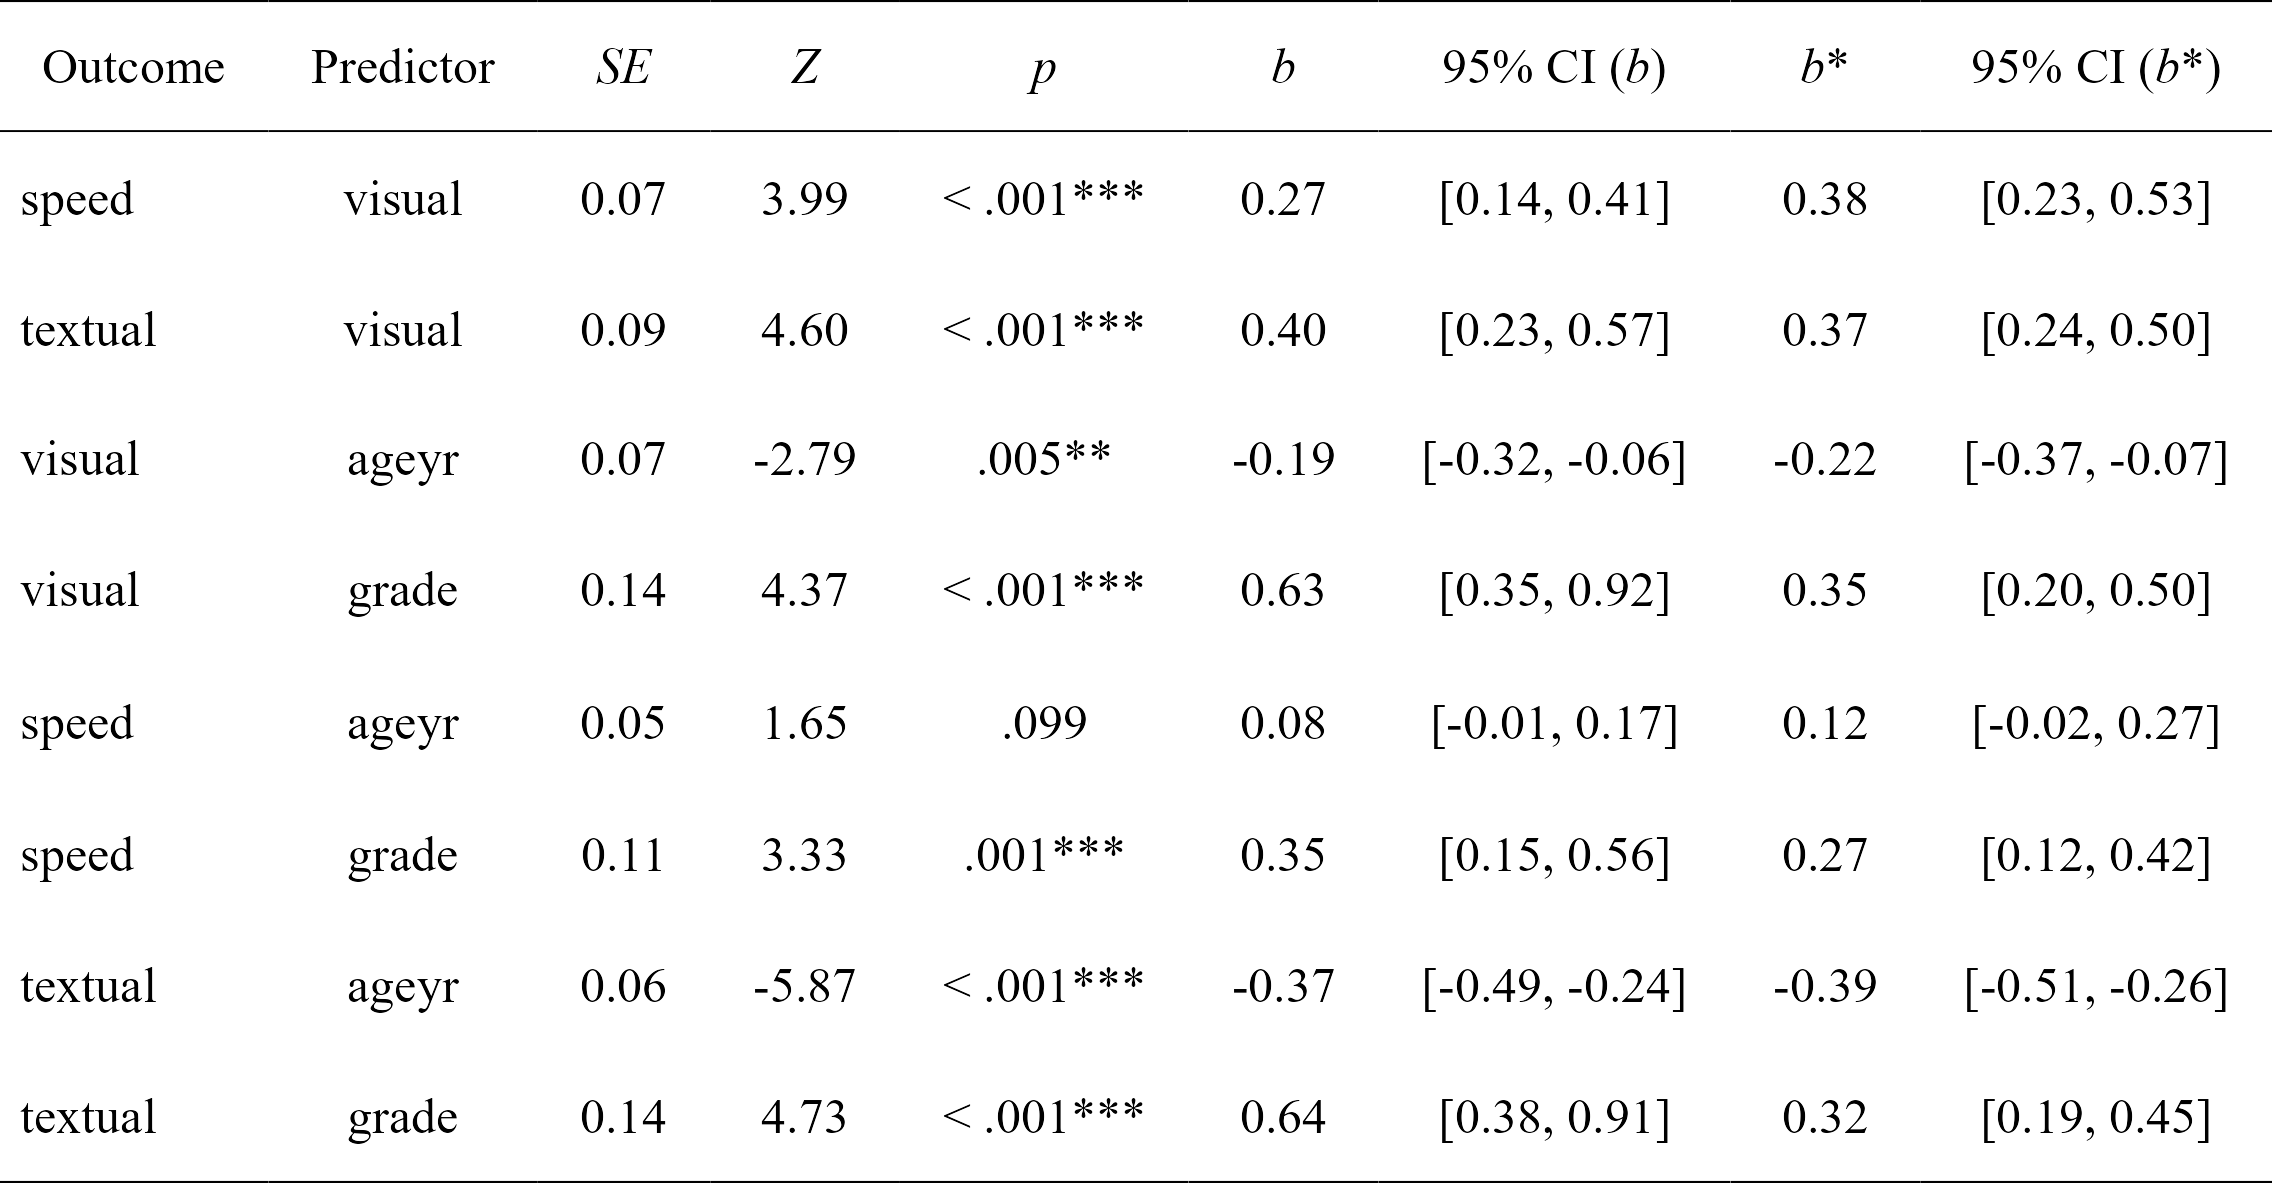 Outcome Predictor SE Z p b 95% CI (b) b* 95% CI (b*)
speed visual 0.07 3.99 < .001*** 0.27 [0.14, 0.41] 0.38 [0.23, 0.53]
textual visual 0.09 4.60 < .001*** 0.40 [0.23, 0.57] 0.37 [0.24, 0.50]
visual ageyr 0.07 -2.79 .005** -0.19 [-0.32, -0.06] -0.22 [-0.37, -0.07]
visual grade 0.14 4.37 < .001*** 0.63 [0.35, 0.92] 0.35 [0.20, 0.50]
speed ageyr 0.05 1.65 .099 0.08 [-0.01, 0.17] 0.12 [-0.02, 0.27]
speed grade 0.11 3.33 .001*** 0.35 [0.15, 0.56] 0.27 [0.12, 0.42]
textual ageyr 0.06 -5.87 < .001*** -0.37 [-0.49, -0.24] -0.39 [-0.51, -0.26]
textual grade 0.14 4.73 < .001*** 0.64 [0.38, 0.91] 0.32 [0.19, 0.45]